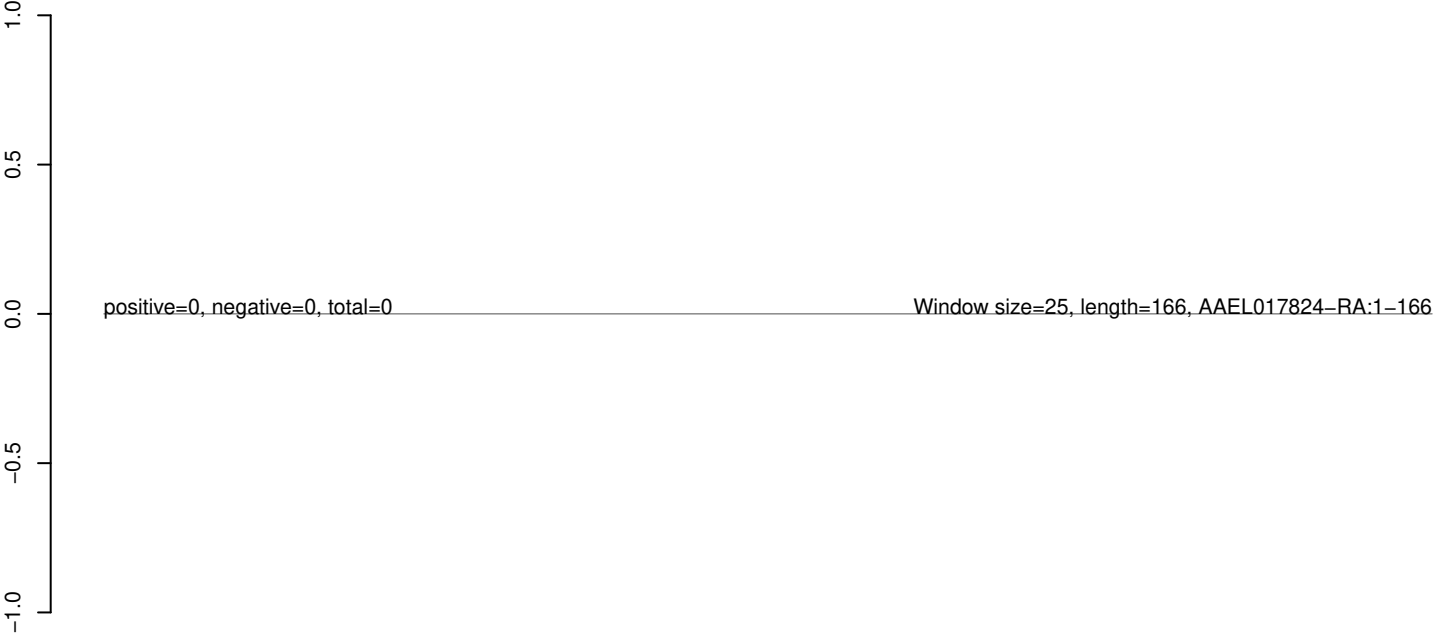 1.0
0.5
0.0
−0.5
−1.0
positive=0, negative=0, total=0
Window size=25, length=166, AAEL017824−RA:1−166